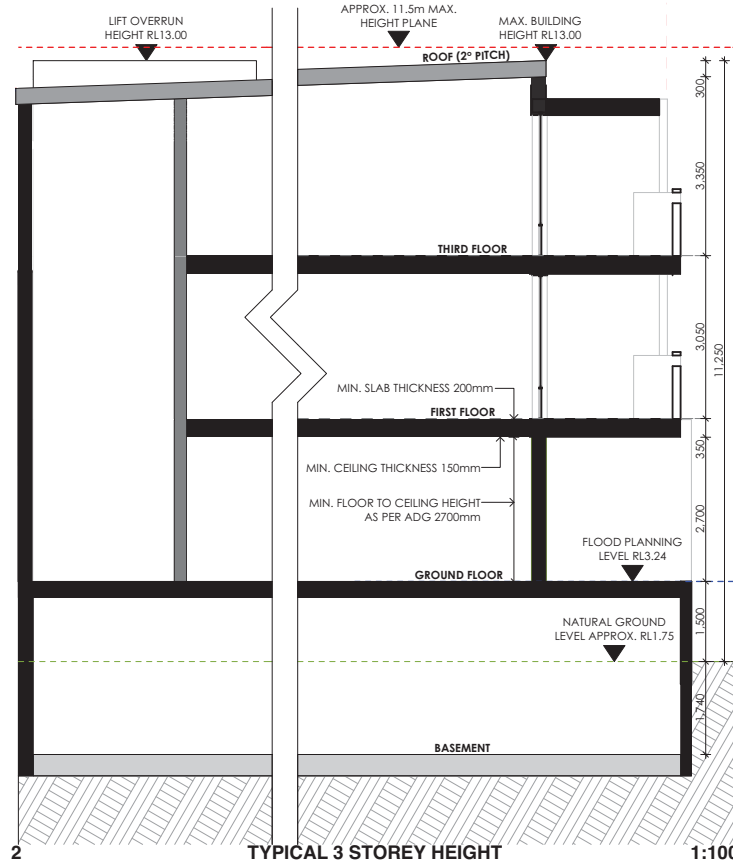 LIFT OVERRUN
HEIGHT RL13.00
APPROX. 11.5m MAX.
HEIGHT PLANE
MAX. BUILDING
HEIGHT RL13.00
ROOF (2° PITCH)
300
3,350
THIRD FLOOR
3,050
11,250
MIN. SLAB THICKNESS 200mm
FIRST FLOOR
350
MIN. CEILING THICKNESS 150mm
MIN. FLOOR TO CEILING HEIGHT
AS PER ADG 2700mm
2,700
FLOOD PLANNING
LEVEL RL3.24
GROUND FLOOR
1,500
NATURAL GROUND
LEVEL APPROX. RL1.75
1,740
BASEMENT
2
TYPICAL 3 STOREY HEIGHT
1:100